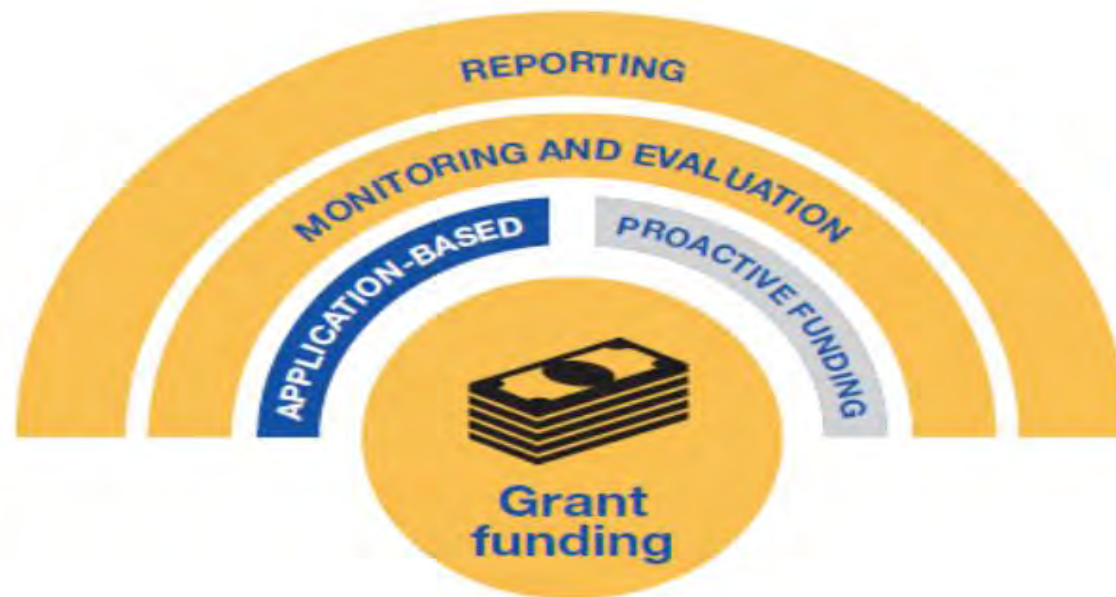 REPORTING
MONITORING AND EVALUATION
APPLICATION-BASED
PROACTIVE FUNDING
Grant
funding